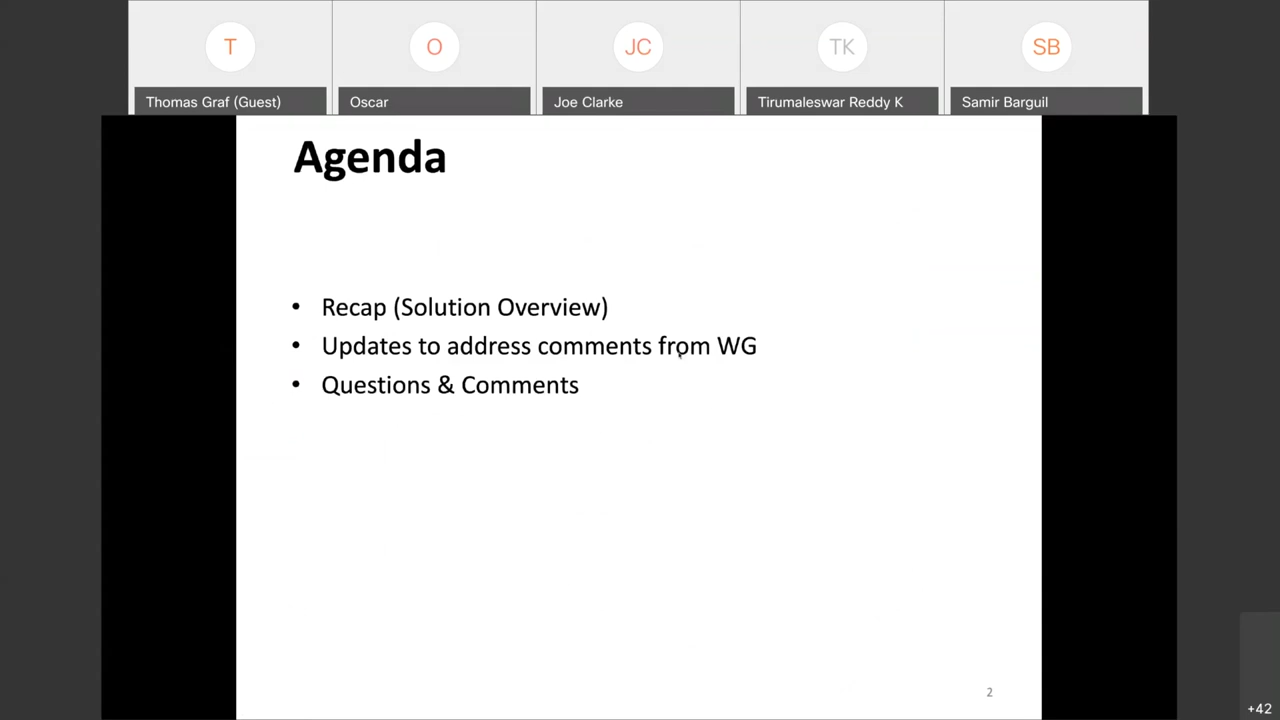 T
O
JC
TK
SB
Thomas Graf (Guest)
Oscar
Joe Clarke
Tirumaleswar Reddy K
Samir Barguil
Agenda
• Recap (Solution Overview)
• Updates to address comments from WG
• Questions & Comments
2
+42